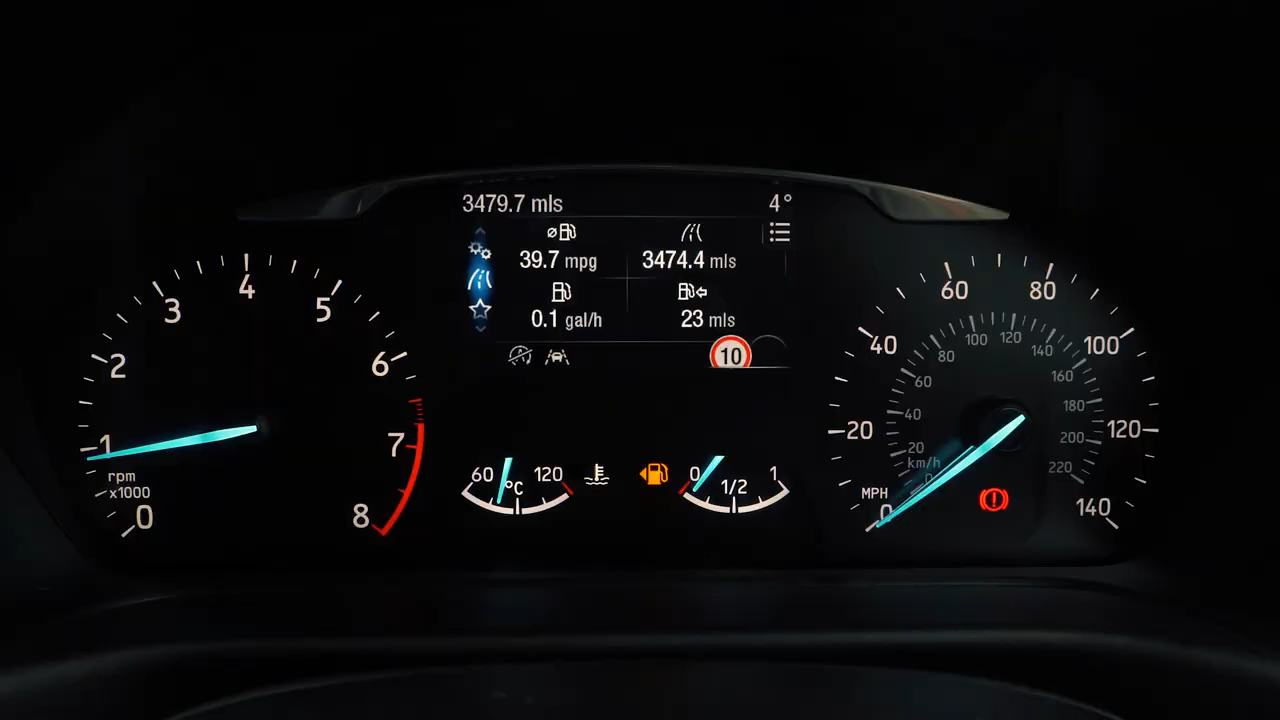 3479.7 mls 4°
39.7 mpg 3474.4 mls
0.1 gal/h 23 mls
10
0 1 2 3 4 5 6 7 8
rpm
x1000
60 120
°C
0 1/2 1
0 20 40 60 80 100 120 140
MPH
0 20 40 60 80 100 120 140 160 180 200 220
km/h